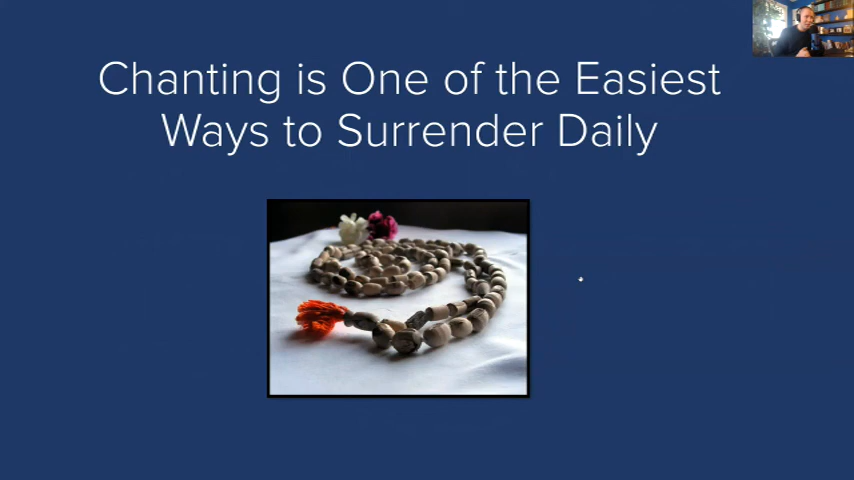 Chanting is One of the Easiest
Ways to Surrender Daily